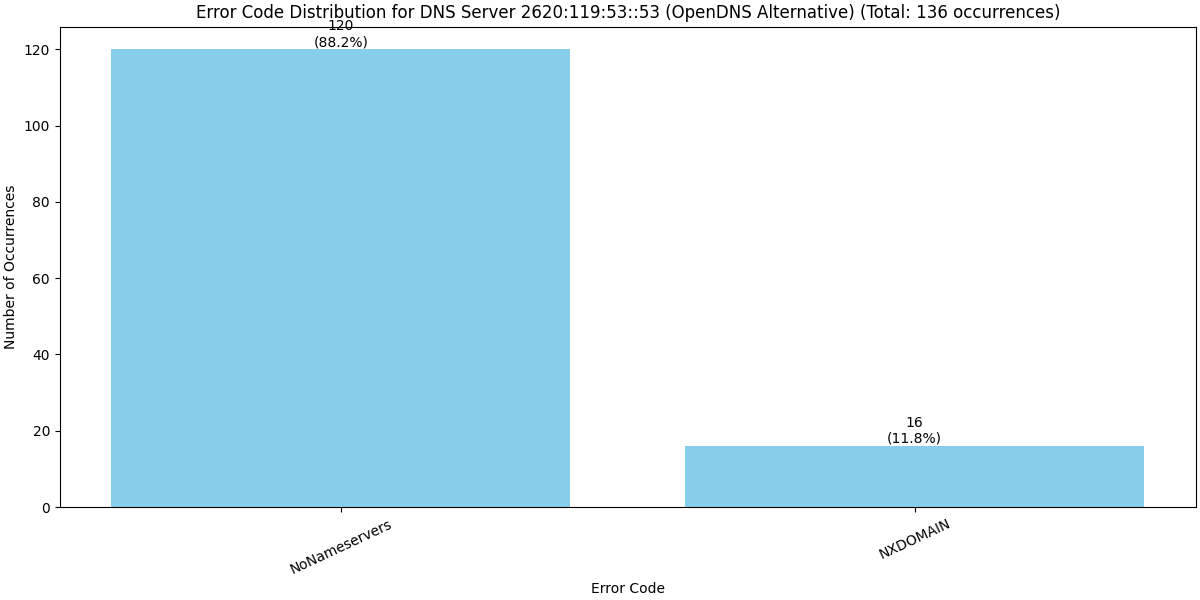 Error Code Distribution for DNS Server 2620:119:53::53 (OpenDNS Alternative) (Total: 136 occurrences)
120
(88.2%)
16
(11.8%)
120
100
80
60
40
20
0
Number of Occurrences
NoNameservers
NXDOMAIN
Error Code